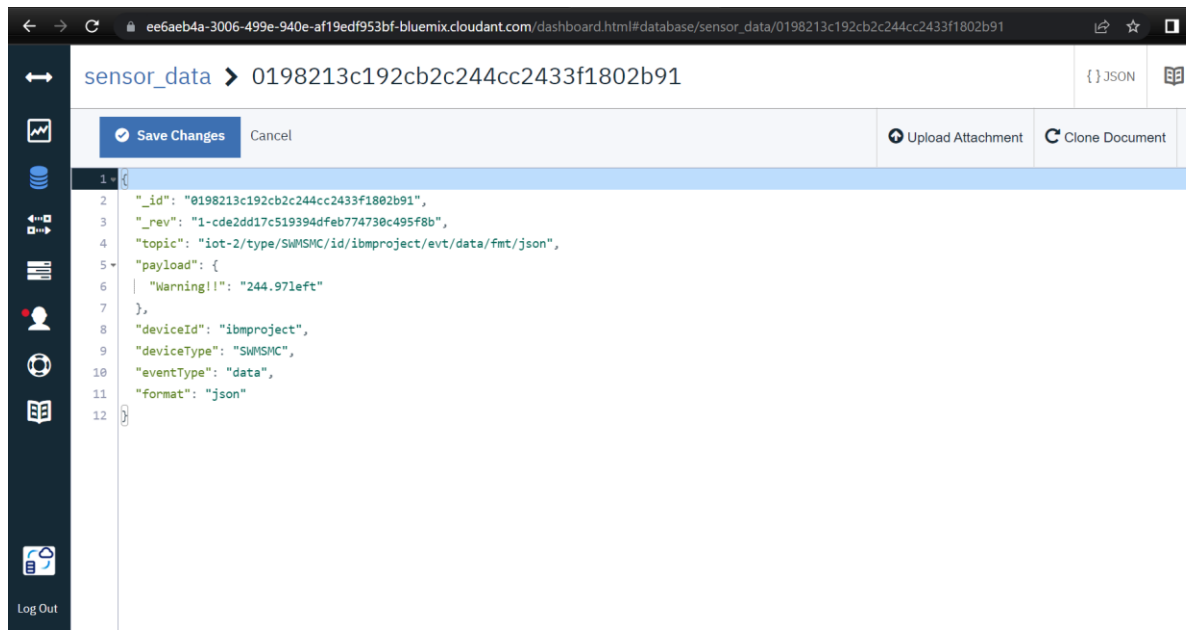 ee6aeb4a-3006-499e-940e-af19edf953bf-bluemix.cloudant.com/dashboard.html#database/sensor_data/0198213c192cb2c244cc2433f1802b91
sensor_data > 0198213c192cb2c244cc2433f1802b91
{ } JSON
Save Changes Cancel Upload Attachment Clone Document
1 {
2 "_id": "0198213c192cb2c244cc2433f1802b91",
3 "_rev": "1-cde2dd17c519394dfeb774730c495f8b",
4 "topic": "iot-2/type/SWMSMC/id/ibmproject/evt/data/fmt/json",
5 "payload": {
6 "Warning!!": "244.97left"
7 },
8 "deviceId": "ibmproject",
9 "deviceType": "SWMSMC",
10 "eventType": "data",
11 "format": "json"
12 }
Log Out